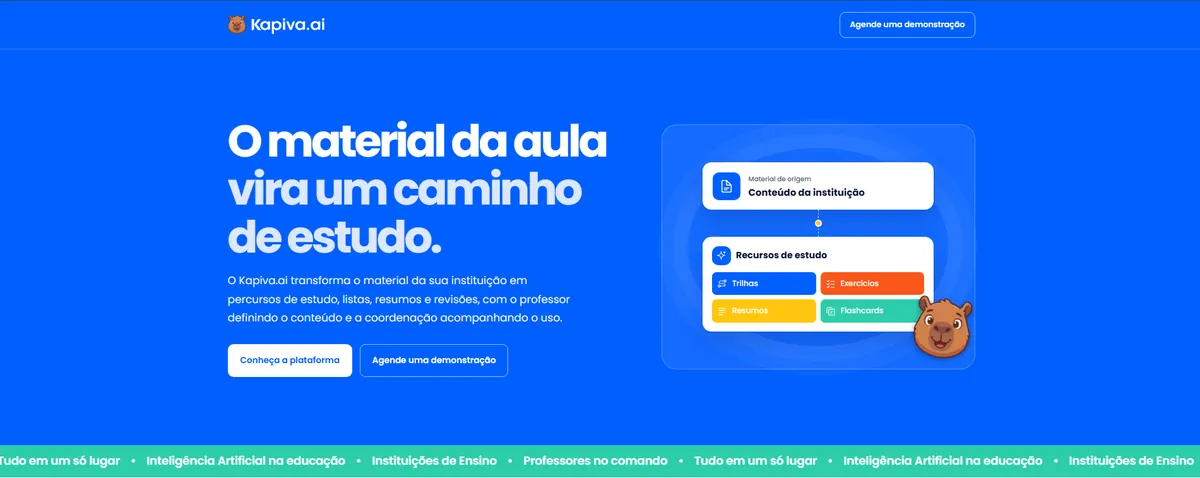 Kapiva.ai
Agende uma demonstração
O material da aula
vira um caminho
de estudo.
O Kapiva.ai transforma o material da sua instituição em
percursos de estudo, listas, resumos e revisões, com o professor
definindo o conteúdo e a coordenação acompanhando o uso.
Conheça a plataforma
Agende uma demonstração
Material de origem
Conteúdo da instituição
Recursos de estudo
Trilhas
Exercícios
Resumos
Flashcards
Tudo em um só lugar • Inteligência Artificial na educação • Instituições de Ensino • Professores no comando • Tudo em um só lugar • Inteligência Artificial na educação • Instituições de Ensino